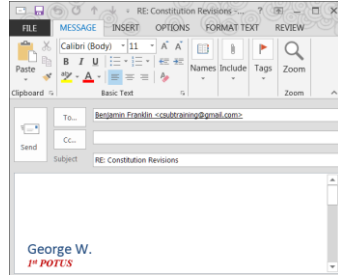 RE: Constitution Revisions -...
FILE MESSAGE INSERT OPTIONS FORMAT TEXT REVIEW
Calibri (Body) 11 A A
Paste B I U Names Include Tags Zoom
A
Clipboard Basic Text Zoom
To... Benjamin Franklin <csubtraining@gmail.com>
Send Cc...
Subject RE: Constitution Revisions
George W.
1st POTUS